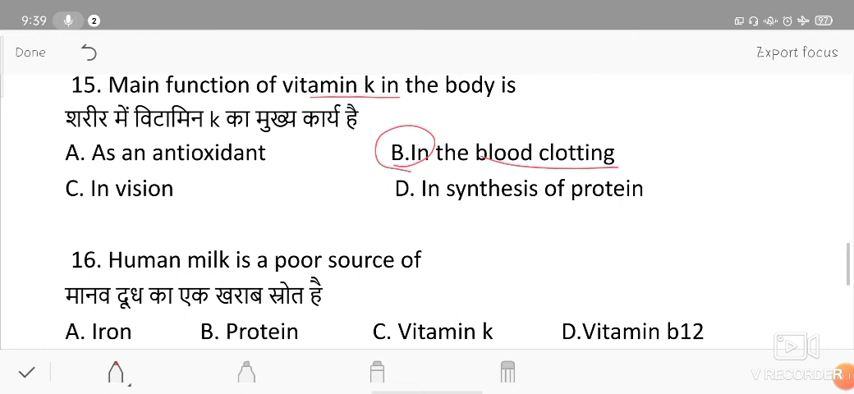 9:39 2 97
Done Export focus
15. Main function of vitamin k in the body is
शरीर में विटामिन k का मुख्य कार्य है
A. As an antioxidant B.In the blood clotting
C. In vision D. In synthesis of protein
16. Human milk is a poor source of
मानव दूध का एक खराब स्रोत है
A. Iron B. Protein C. Vitamin k D.Vitamin b12
V RECORDER